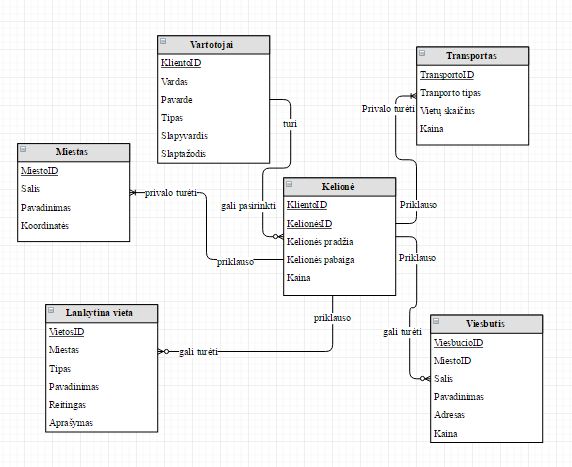 Vartotojai
KlientoID
Vardas
Pavarde
Tipas
Slapyvardis
Slaptažodis
turi
gali pasirinkti
Transportas
TransportoID
Tranporto tipas
Vietų skaičius
Kaina
Privalo turėti
Priklauso
Miestas
MiestoID
Salis
Pavadinimas
Koordinatės
privalo turėti
priklauso
Kelionė
KlientoID
KelionėsID
Kelionės pradžia
Kelionės pabaiga
Kaina
Priklauso
gali turėti
priklauso
gali turėti
Lankytina vieta
VietosID
Miestas
Tipas
Pavadinimas
Reitingas
Aprašymas
Viesbutis
ViesbucioID
MiestoID
Salis
Pavadinimas
Adresas
Kaina